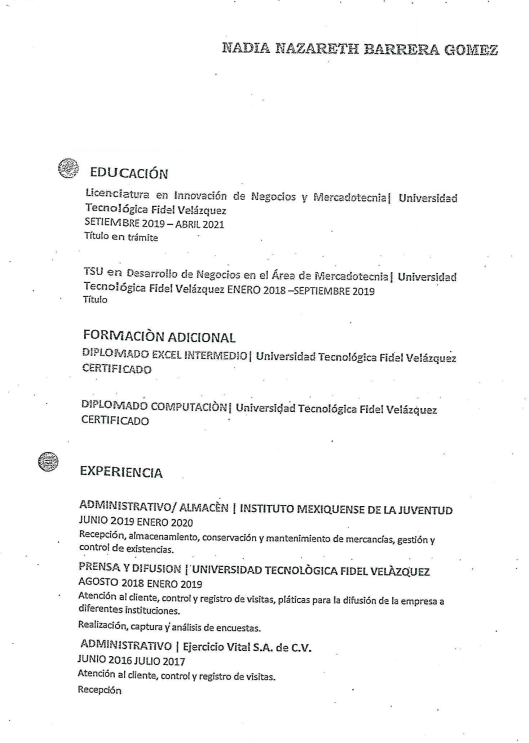 NADIA NAZARETH BARRERA GOMEZ
EDUCACIÓN
Licenciatura en Innovación de Negocios y Mercadotecnia| Universidad
Tecnológica Fidel Velázquez
SETIEMBRE 2019 – ABRIL 2021
Título en trámite
TSU en Desarrollo de Negocios en el Área de Mercadotecnia| Universidad
Tecnológica Fidel Velázquez ENERO 2018 –SEPTIEMBRE 2019
Título
FORMACIÒN ADICIONAL
DIPLOMADO EXCEL INTERMEDIO| Universidad Tecnológica Fidel Velázquez
CERTIFICADO
DIPLOMADO COMPUTACIÒN| Universidad Tecnológica Fidel Velázquez
CERTIFICADO
EXPERIENCIA
ADMINISTRATIVO/ ALMACÈN | INSTITUTO MEXIQUENSE DE LA JUVENTUD
JUNIO 2019 ENERO 2020
Recepción, almacenamiento, conservación y mantenimiento de mercancías, gestión y
control de existencias.
PRENSA Y DIFUSION | UNIVERSIDAD TECNOLÒGICA FIDEL VELÀZQUEZ
AGOSTO 2018 ENERO 2019
Atención al cliente, control y registro de visitas, pláticas para la difusión de la empresa a
diferentes instituciones.
Realización, captura y análisis de encuestas.
ADMINISTRATIVO | Ejercicio Vital S.A. de C.V.
JUNIO 2016 JULIO 2017
Atención al cliente, control y registro de visitas.
Recepción